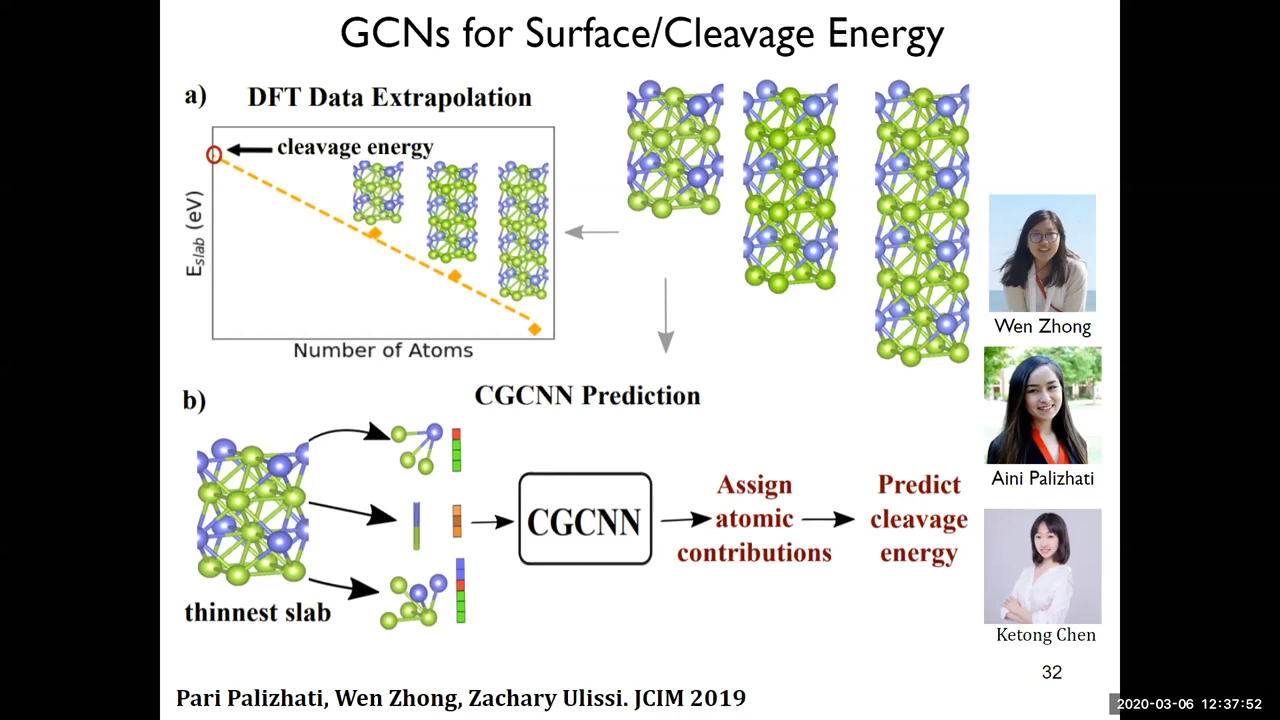 GCNs for Surface/Cleavage Energy
a)
DFT Data Extrapolation
cleavage energy
E_slab (eV)
Number of Atoms
Wen Zhong
Aini Palizhati
Ketong Chen
b)
CGCNN Prediction
thinnest slab
CGCNN
Assign
atomic
contributions
Predict
cleavage
energy
32
Pari Palizhati, Wen Zhong, Zachary Ulissi. JCIM 2019
2020-03-06 12:37:52